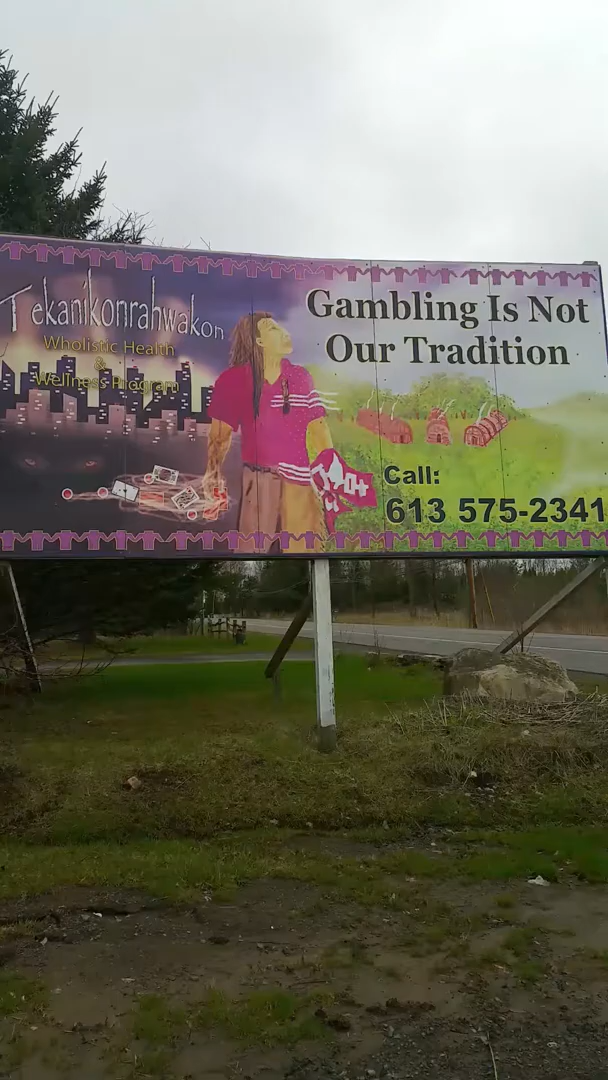 Tekanikonrahwakon
Wholistic Health
&
Wellness Program
Gambling Is Not
Our Tradition
Call:
613 575-2341